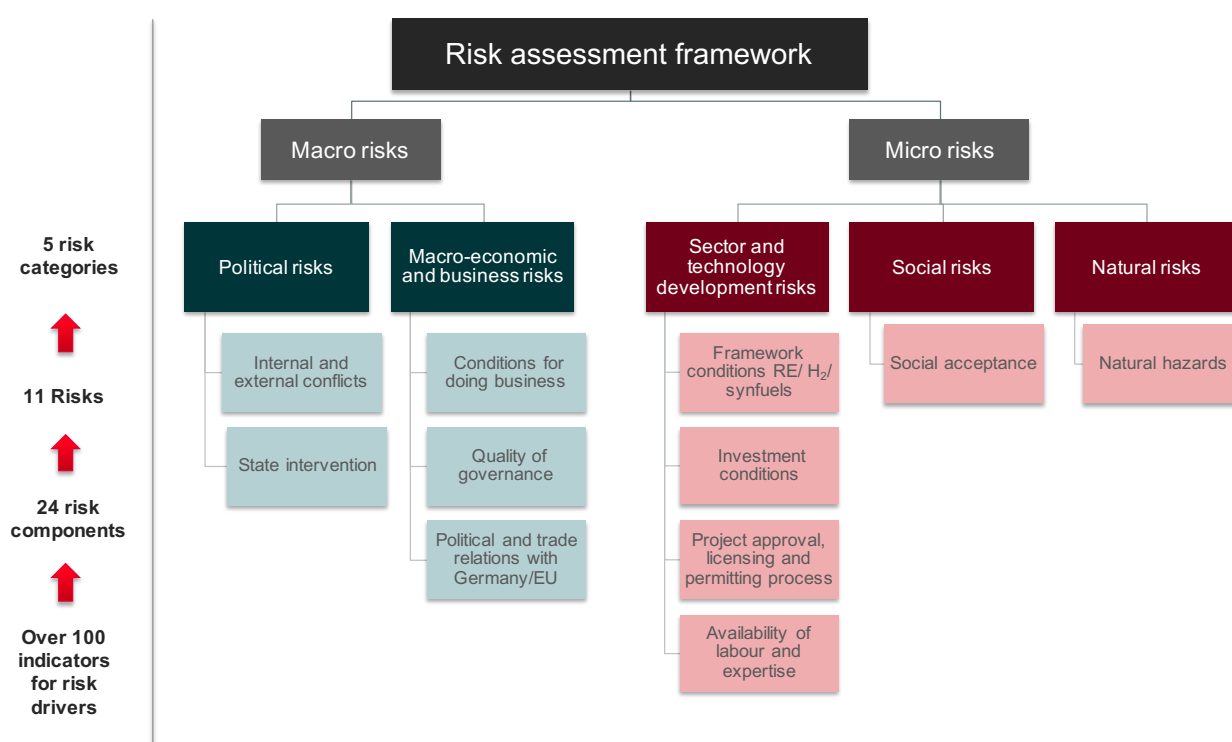 Risk assessment framework
Macro risks
Micro risks
5 risk
categories
11 Risks
24 risk
components
Over 100
indicators
for risk
drivers
Political risks
Internal and
external conflicts
State intervention
Macro-economic
and business risks
Conditions for
doing business
Quality of
governance
Political and trade
relations with
Germany/EU
Sector and
technology
development risks
Framework
conditions RE/ H₂/
synfuels
Investment
conditions
Project approval,
licensing and
permitting process
Availability of
labour and
expertise
Social risks
Social acceptance
Natural risks
Natural hazards